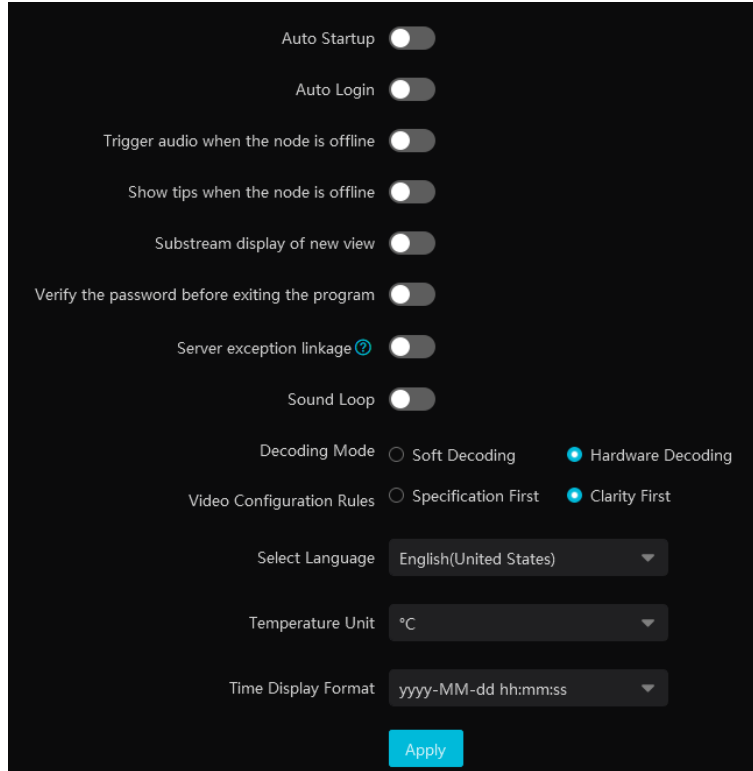 Auto Startup
Auto Login
Trigger audio when the node is offline
Show tips when the node is offline
Substream display of new view
Verify the password before exiting the program
Server exception linkage ?
Sound Loop
Decoding Mode Soft Decoding Hardware Decoding
Video Configuration Rules Specification First Clarity First
Select Language English(United States)
Temperature Unit °C
Time Display Format yyyy-MM-dd hh:mm:ss
Apply